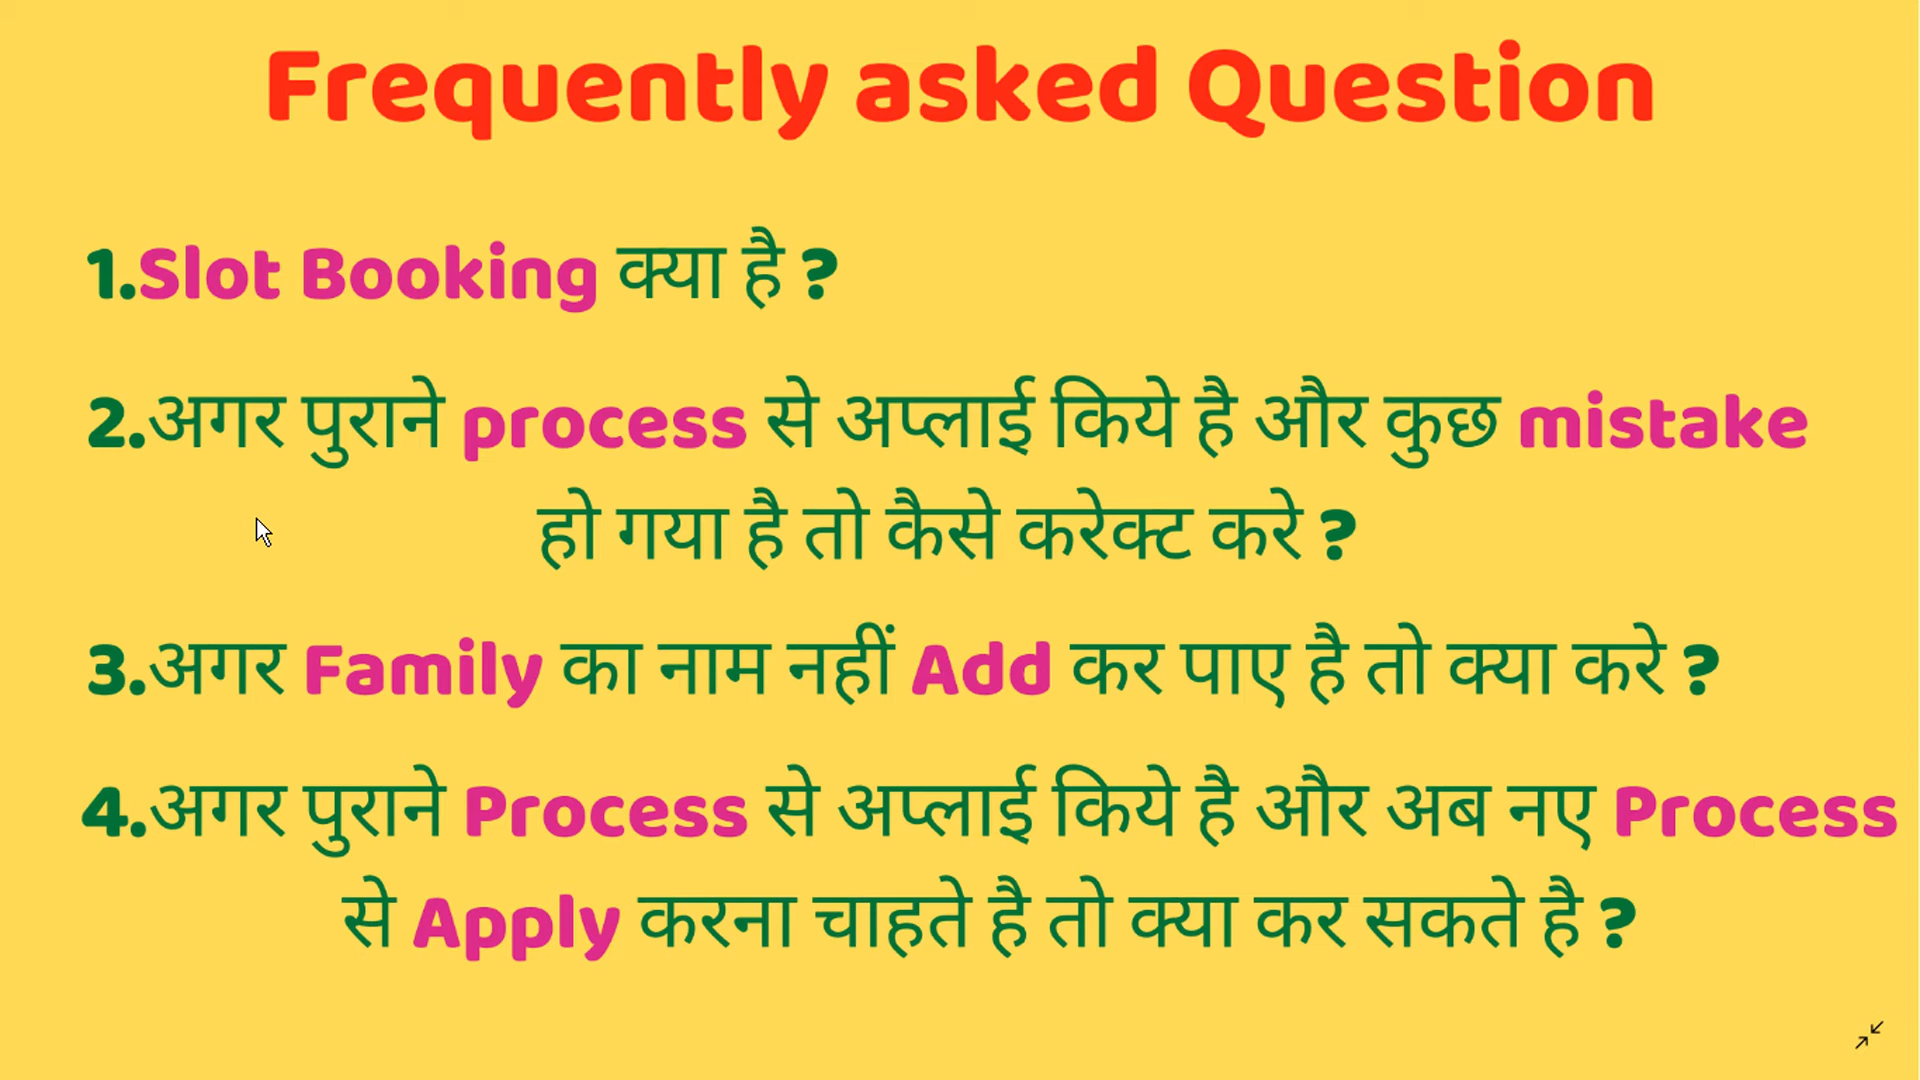 Frequently asked Question
1.Slot Booking क्या है ?
2.अगर पुराने process से अप्लाई किये है और कुछ mistake
हो गया है तो कैसे करेक्ट करे ?
3.अगर Family का नाम नहीं Add कर पाए है तो क्या करे ?
4.अगर पुराने Process से अप्लाई किये है और अब नए Process
से Apply करना चाहते है तो क्या कर सकते है ?